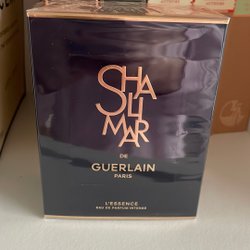 SHA
LI
MAR
DE
GUERLAIN
PARIS
L'ESSENCE
EAU DE PARFUM INTENSE